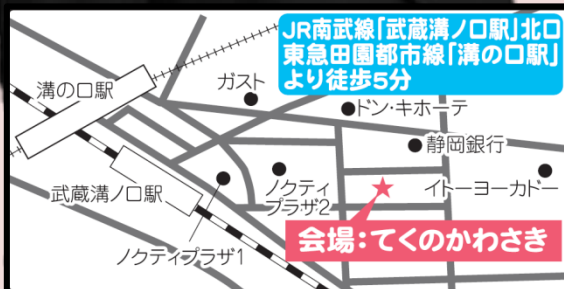 JR南武線「武蔵溝ノ口駅」北口
東急田園都市線「溝の口駅」
より徒歩5分
溝の口駅
ガスト
ドン・キホーテ
静岡銀行
武蔵溝ノ口駅
ノクティ
プラザ2
イトーヨーカドー
ノクティプラザ1
会場：てくのかわさき